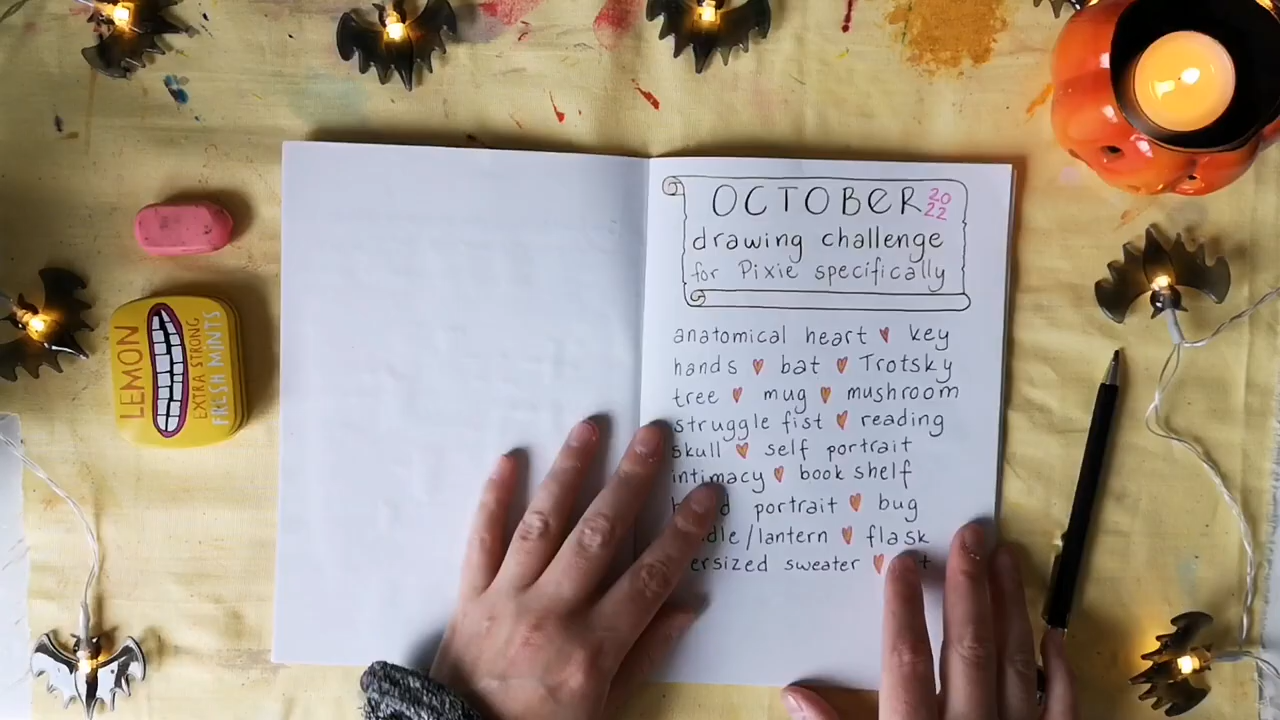 OCTOBER 2022
drawing challenge
for Pixie specifically
anatomical heart ♥ key
hands ♥ bat ♥ Trotsky
tree ♥ mug ♥ mushroom
struggle fist ♥ reading
skull ♥ self portrait
intimacy ♥ book shelf
portrait ♥ bug
/lantern ♥ flask
sweater ♥
LEMON
EXTRA STRONG
FRESH MINTS